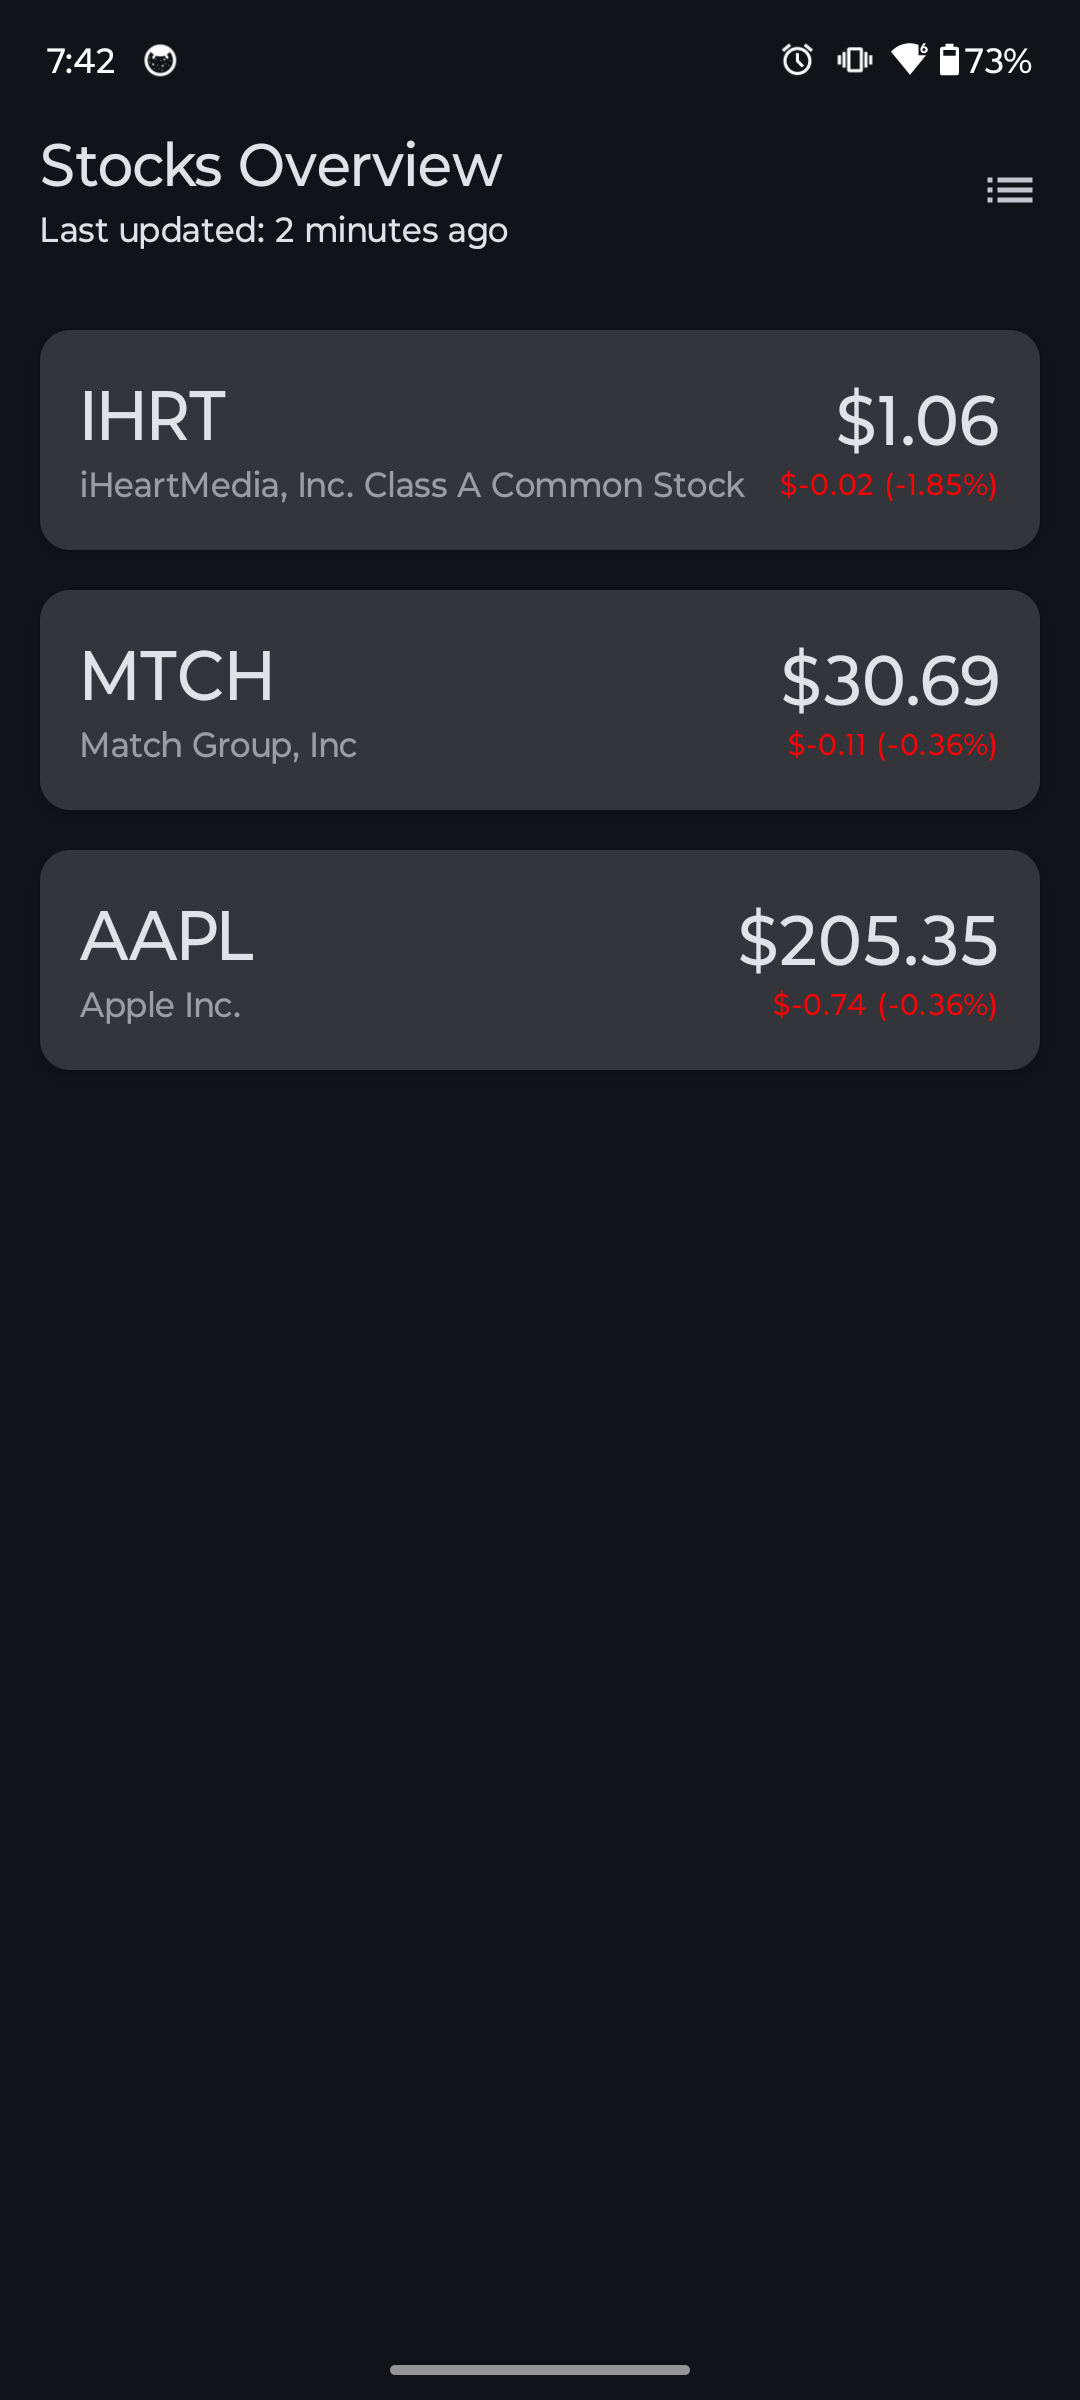 7:42
6
73%
Stocks Overview
Last updated: 2 minutes ago
IHRT
$1.06
iHeartMedia, Inc. Class A Common Stock
$-0.02 (-1.85%)
MTCH
$30.69
Match Group, Inc
$-0.11 (-0.36%)
AAPL
$205.35
Apple Inc.
$-0.74 (-0.36%)